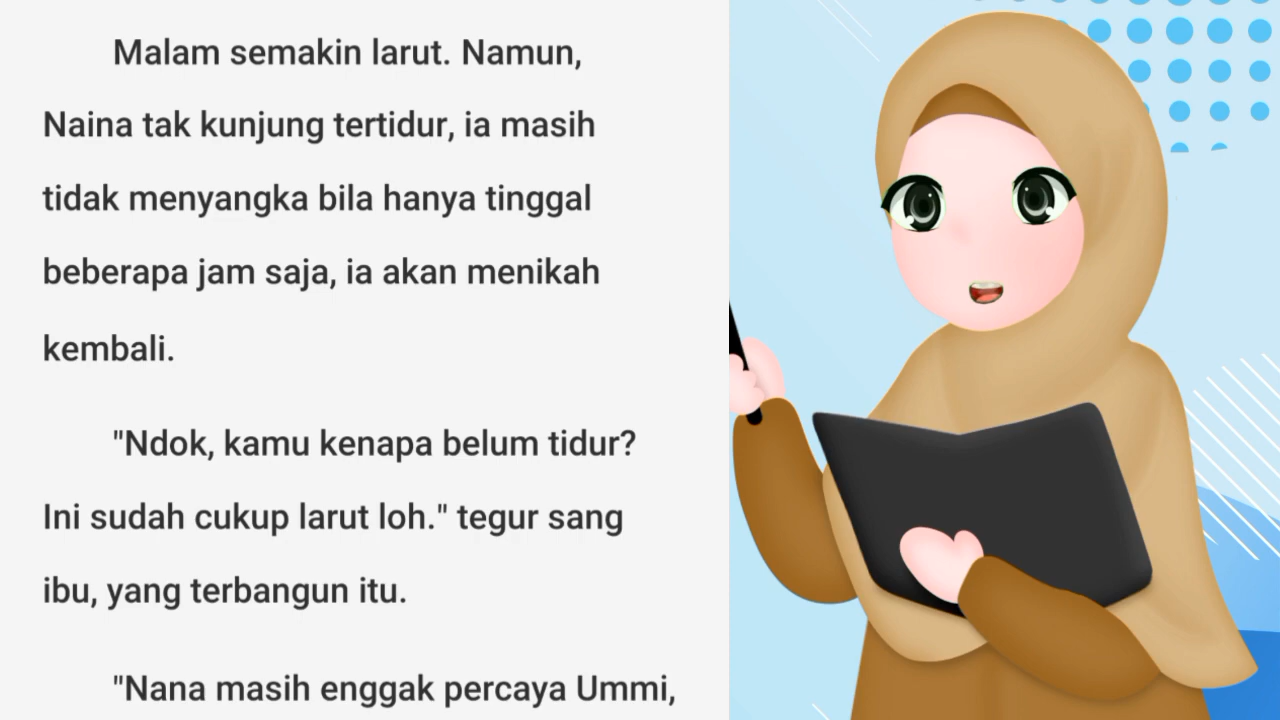 Malam semakin larut. Namun,
Naina tak kunjung tertidur, ia masih
tidak menyangka bila hanya tinggal
beberapa jam saja, ia akan menikah
kembali.
"Ndok, kamu kenapa belum tidur?
Ini sudah cukup larut loh." tegur sang
ibu, yang terbangun itu.
"Nana masih enggak percaya Ummi,